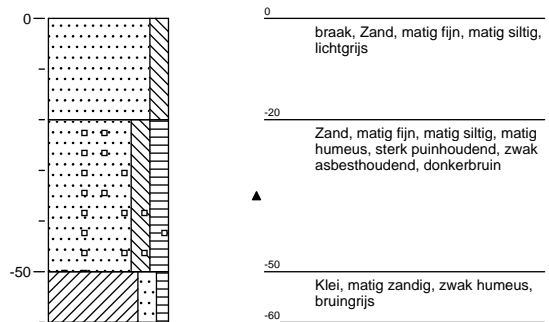 0
0
braak, Zand, matig fijn, matig siltig,
lichtgrijs
-20
Zand, matig fijn, matig siltig, matig
humeus, sterk puinhoudend, zwak
asbesthoudend, donkerbruin
-50
-50
Klei, matig zandig, zwak humeus,
bruingrijs
-60